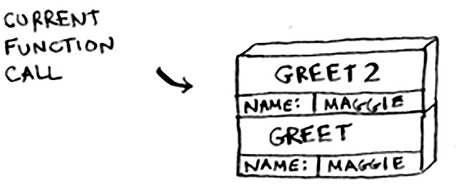 CURRENT
FUNCTION
CALL
GREET 2
NAME: MAGGIE
GREET
NAME: MAGGIE